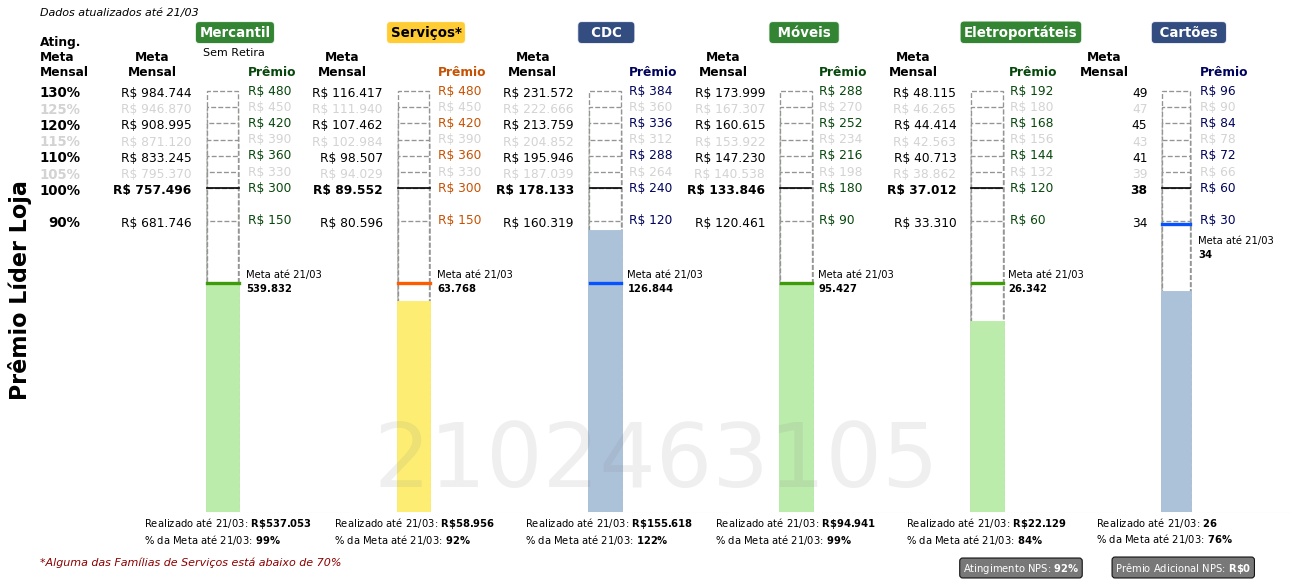 Dados atualizados até 21/03
Mercantil Serviços* CDC Móveis Eletroportáteis Cartões
Sem Retira
Ating. Meta Mensal
Meta Mensal Prêmio Meta Mensal Prêmio Meta Mensal Prêmio Meta Mensal Prêmio Meta Mensal Prêmio Meta Mensal Prêmio
130% R$ 984.744 R$ 480 R$ 116.417 R$ 480 R$ 231.572 R$ 384 R$ 173.999 R$ 288 R$ 48.115 R$ 192 49 R$ 96
125% R$ 946.870 R$ 450 R$ 111.940 R$ 450 R$ 222.666 R$ 360 R$ 167.307 R$ 270 R$ 46.265 R$ 180 47 R$ 90
120% R$ 908.995 R$ 420 R$ 107.462 R$ 420 R$ 213.759 R$ 336 R$ 160.615 R$ 252 R$ 44.414 R$ 168 45 R$ 84
115% R$ 871.120 R$ 390 R$ 102.984 R$ 390 R$ 204.852 R$ 312 R$ 153.922 R$ 234 R$ 42.563 R$ 156 43 R$ 78
110% R$ 833.245 R$ 360 R$ 98.507 R$ 360 R$ 195.946 R$ 288 R$ 147.230 R$ 216 R$ 40.713 R$ 144 41 R$ 72
105% R$ 795.370 R$ 330 R$ 94.029 R$ 330 R$ 187.039 R$ 264 R$ 140.538 R$ 198 R$ 38.862 R$ 132 39 R$ 66
100% R$ 757.496 R$ 300 R$ 89.552 R$ 300 R$ 178.133 R$ 240 R$ 133.846 R$ 180 R$ 37.012 R$ 120 38 R$ 60
90% R$ 681.746 R$ 150 R$ 80.596 R$ 150 R$ 160.319 R$ 120 R$ 120.461 R$ 90 R$ 33.310 R$ 60 34 R$ 30
Meta até 21/03
34
Meta até 21/03 Meta até 21/03 Meta até 21/03 Meta até 21/03 Meta até 21/03
539.832 63.768 126.844 95.427 26.342
Prêmio Líder Loja
2102463105
Realizado até 21/03: R$537.053 Realizado até 21/03: R$58.956 Realizado até 21/03: R$155.618 Realizado até 21/03: R$94.941 Realizado até 21/03: R$22.129 Realizado até 21/03: 26
% da Meta até 21/03: 99% % da Meta até 21/03: 92% % da Meta até 21/03: 122% % da Meta até 21/03: 99% % da Meta até 21/03: 84% % da Meta até 21/03: 76%
*Alguma das Famílias de Serviços está abaixo de 70%
Atingimento NPS: 92% Prêmio Adicional NPS: R$0